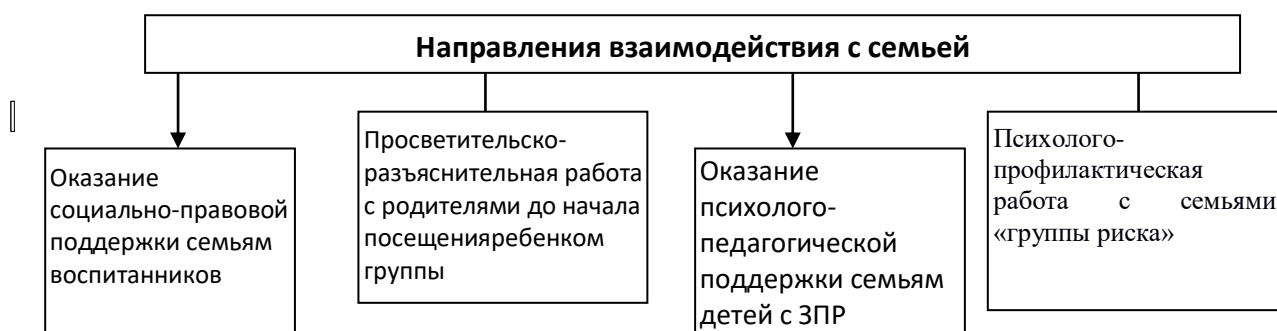 Направления взаимодействия с семьей
Оказание
социально-правовой
поддержки семьям
воспитанников
Просветительско-
разъяснительная работа
с родителями до начала
посещенияребенком
группы
Оказание
психолого-
педагогической
поддержки семьям
детей с ЗПР
Психолого-
профилактическая
работа с семьями
«группы риска»